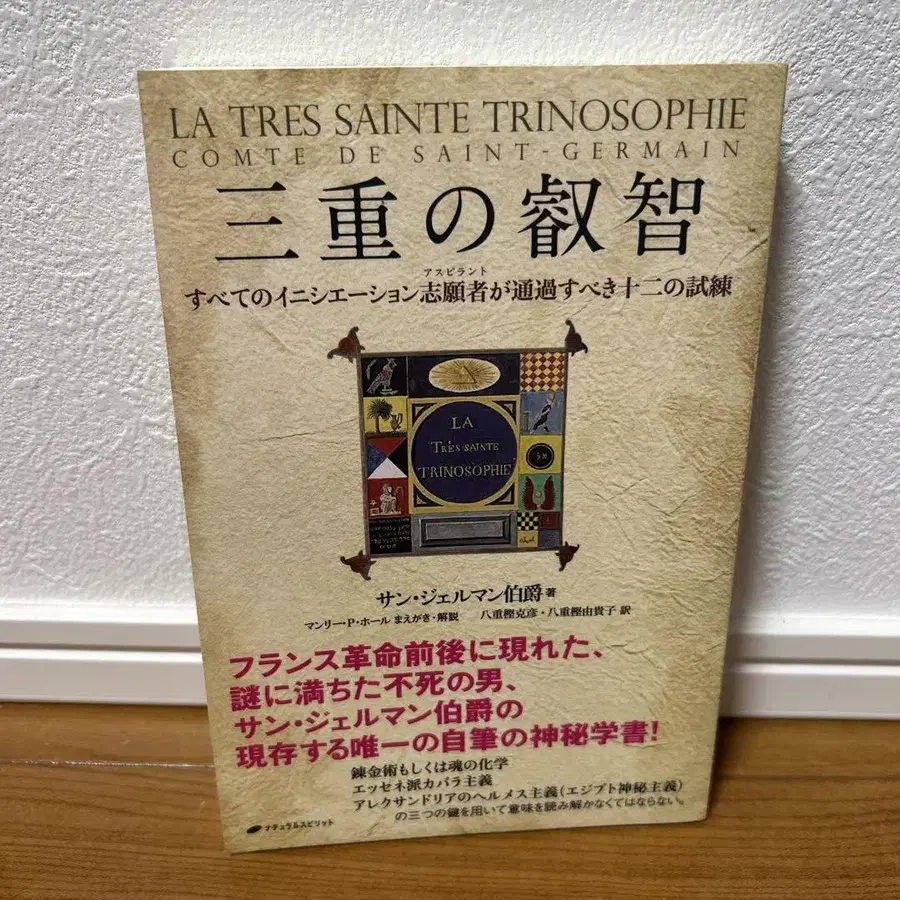 LA TRES SAINTE TRINOSOPHIE
COMTE DE SAINT-GERMAIN
三重の叡智
アスピラント
すべてのイニシエーション志願者が通過すべき十二の試練
LA
TRES SAINTE
TRINOSOPHIE
サン・ジェルマン伯爵 著
マンリー・P・ホール まえがき・解説 八重樫克彦・八重樫由貴子 訳
フランス革命前後に現れた、
謎に満ちた不死の男、
サン・ジェルマン伯爵の
現存する唯一の自筆の神秘学書!
錬金術もしくは魂の化学
エッセネ派カバラ主義
アレクサンドリアのヘルメス主義(エジプト神秘主義)
の三つの鍵を用いて意味を読み解かなくてはならない。
ナチュラルスピリット